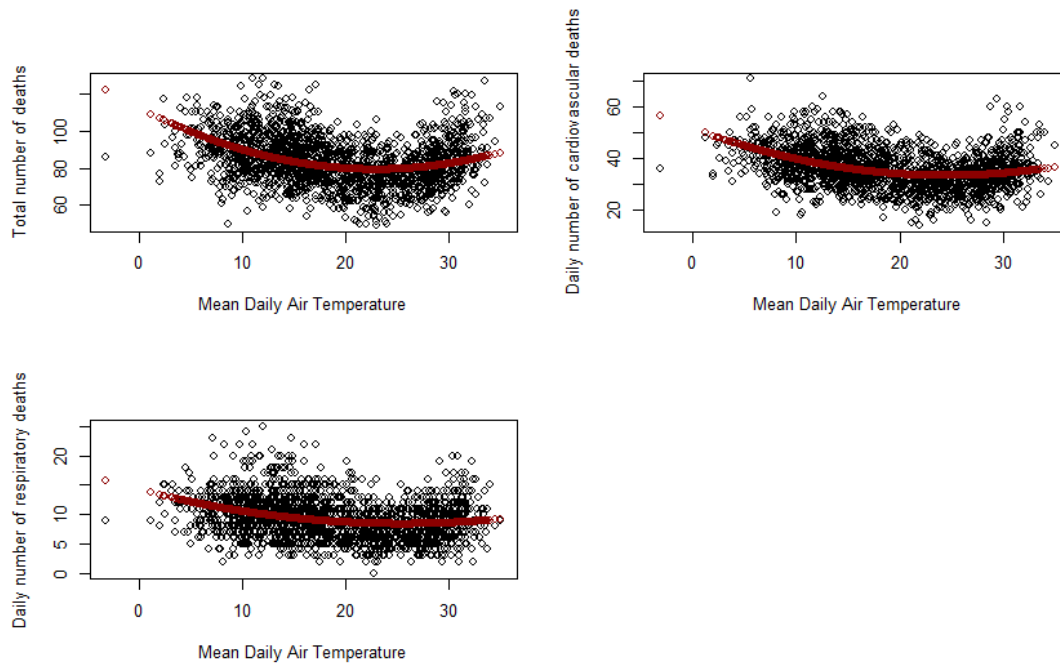 Total number of deaths
60 80 100
0 10 20 30
Mean Daily Air Temperature
Daily number of cardiovascular deaths
20 40 60
0 10 20 30
Mean Daily Air Temperature
Daily number of respiratory deaths
0 5 10 20
0 10 20 30
Mean Daily Air Temperature